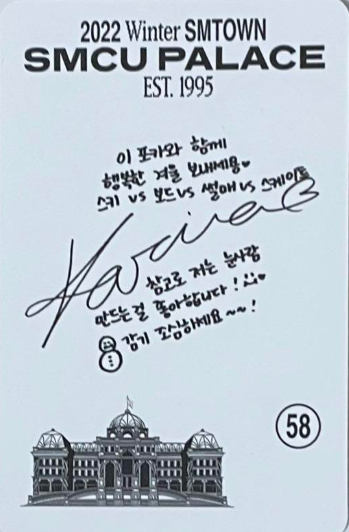 2022 Winter SMTOWN
SMCU PALACE
EST. 1995
이 포카와 함께
행복한 겨울 보내세용♥
스키 vs 보드 vs 썰매 vs 스케이트
Karina
참고로 저는 눈사람
만드는걸 좋아합니다!
감기 조심하세요~~!
58